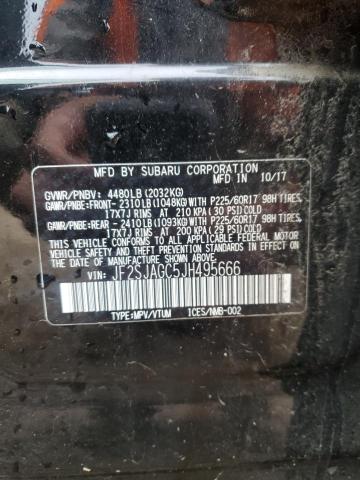 MFD BY SUBARU CORPORATION
MADE IN 10/17
GVWR/PNBV: 4480LB(2032KG)
GAWR/PNBE:FRONT-2310LB(1048KG)WITH P225/60R17 98H TIRES,
17X7J RIMS AT 210 KPA(30 PSI)COLD
GAWR/PNBE:REAR -2410LB(1093KG)WITH P225/60R17 98H TIRES,
17X7J RIMS AT 200 KPA(29 PSI)COLD
THIS VEHICLE CONFORMS TO ALL APPLICABLE FEDERAL
MOTOR VEHICLE SAFETY, BUMPER, AND THEFT PREVENTION STANDARDS
IN EFFECT ON THE DATE OF MANUFACTURE SHOWN ABOVE.
VIN: JF2SJAGC5JH495666
TYPE:MPV/VTUM 1CES/NMB-002